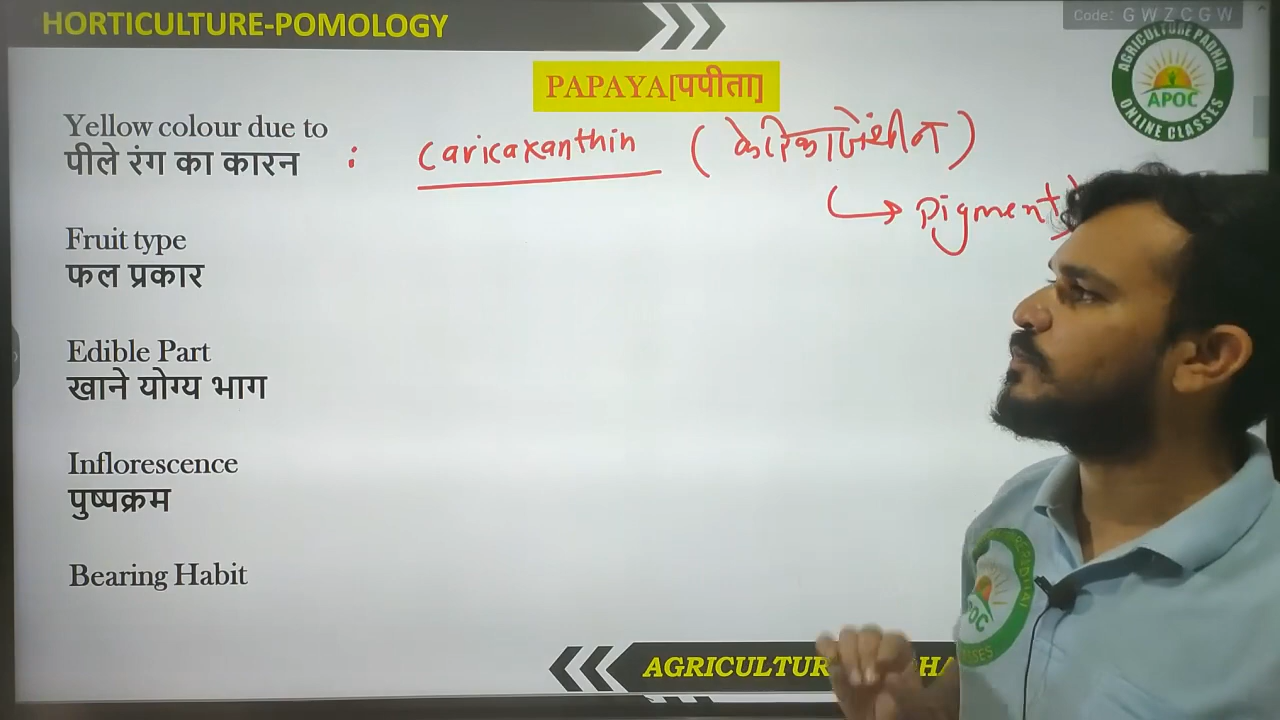 HORTICULTURE-POMOLOGY
Code: G W Z C G W
AGRICULTURE PADHAI
APOC
ONLINE CLASSES
PAPAYA[पपीता]
Yellow colour due to
पीले रंग का कारन : Caricaxanthin (केरिकाजेंथीन)
→ pigment
Fruit type
फल प्रकार
Edible Part
खाने योग्य भाग
Inflorescence
पुष्पक्रम
Bearing Habit
AGRICULTUR HA